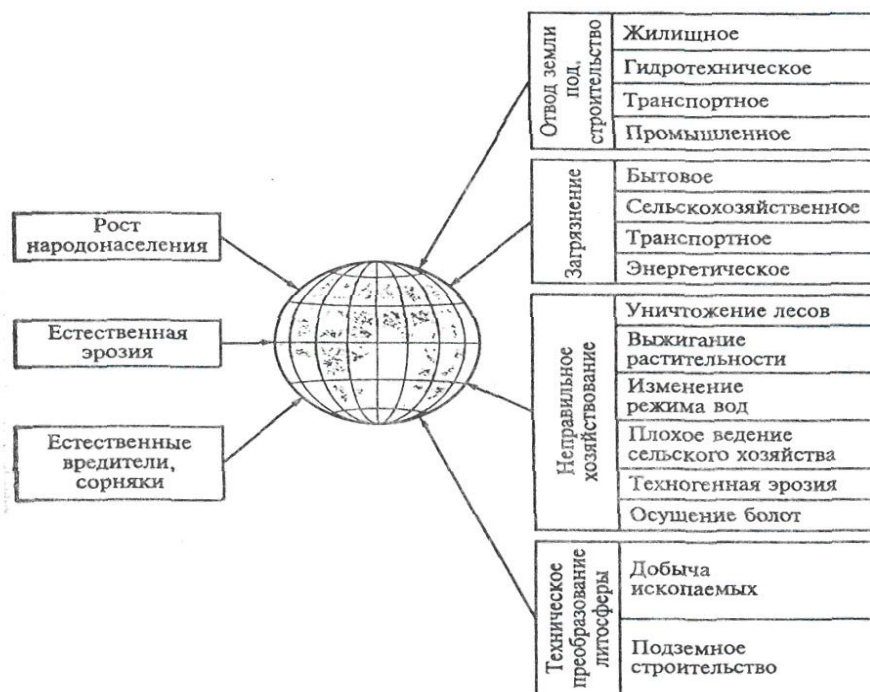 Рост
народонаселения
Естественная
эрозия
Естественные
вредители,
сорняки
Отвод земли
под,
строительство
Жилищное
Гидротехническое
Транспортное
Промышленное
Загрязнение
Бытовое
Сельскохозяйственное
Транспортное
Энергетическое
Неправильное
хозяйствование
Уничтожение лесов
Выжигание
растительности
Изменение
режима вод
Плохое ведение
сельского хозяйства
Техногенная эрозия
Осушение болот
Техническое
преобразование
литосферы
Добыча
ископаемых
Подземное
строительство